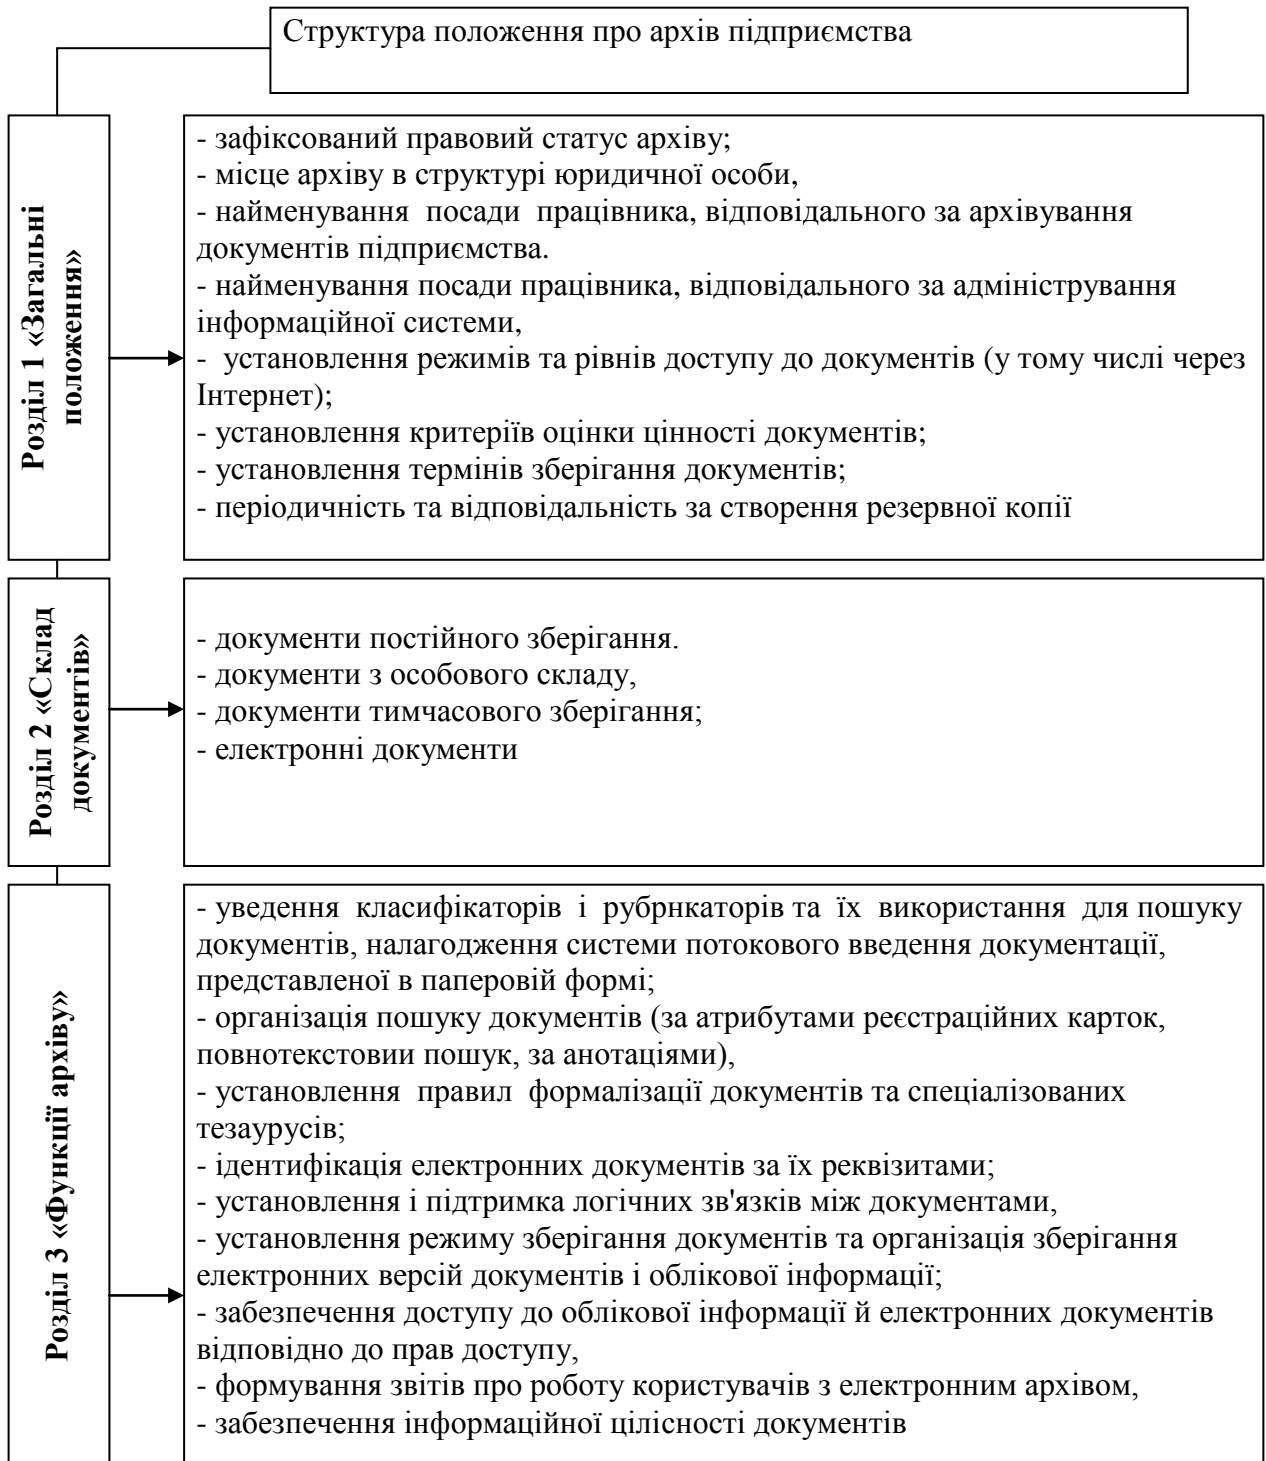 Структура положення про архів підприємства
Розділ 1 «Загальні
положення»
- зафіксований правовий статус архіву;
- місце архіву в структурі юридичної особи,
- найменування посади працівника, відповідального за архівування
документів підприємства.
- найменування посади працівника, відповідального за адміністрування
інформаційної системи,
- установлення режимів та рівнів доступу до документів (у тому числі через
Інтернет);
- установлення критеріїв оцінки цінності документів;
- установлення термінів зберігання документів;
- періодичність та відповідальність за створення резервної копії
Розділ 2 «Склад
документів»
- документи постійного зберігання.
- документи з особового складу,
- документи тимчасового зберігання;
- електронні документи
Розділ 3 «Функції архіву»
- уведення класифікаторів і рубрнкаторів та їх використання для пошуку
документів, налагодження системи потокового введення документації,
представленої в паперовій формі;
- організація пошуку документів (за атрибутами реєстраційних карток,
повнотекстовии пошук, за анотаціями),
- установлення правил формалізації документів та спеціалізованих
тезаурусів;
- ідентифікація електронних документів за їх реквізитами;
- установлення і підтримка логічних зв'язків між документами,
- установлення режиму зберігання документів та організація зберігання
електронних версій документів і облікової інформації;
- забезпечення доступу до облікової інформації й електронних документів
відповідно до прав доступу,
- формування звітів про роботу користувачів з електронним архівом,
- забезпечення інформаційної цілісності документів